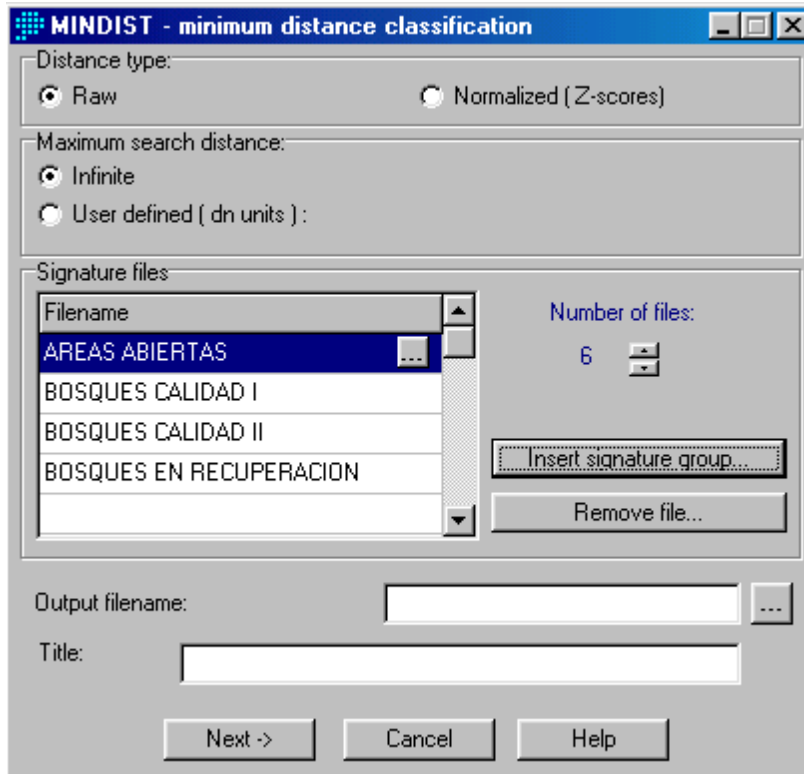 MINDIST - minimum distance classification
Distance type:
Raw
Normalized ( Z-scores)
Maximum search distance:
Infinite
User defined ( dn units ) :
Signature files
Filename
AREAS ABIERTAS
...
BOSQUES CALIDAD I
BOSQUES CALIDAD II
BOSQUES EN RECUPERACION
Number of files:
6
Insert signature group...
Remove file...
Output filename:
...
Title:
Next ->
Cancel
Help